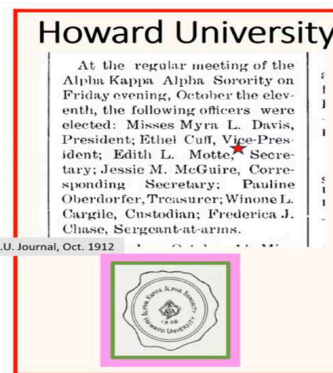 Howard University
At the regular meeting of the
Alpha Kappa Alpha Sorority on
Friday evening, October the elev-
enth, the following officers were
elected: Misses Myra L. Davis,
President; Ethel Cuff, Vice-Pres-
ident; Edith L. Motte, Secre-
tary; Jessie M. McGuire, Corre-
sponding Secretary; Pauline
Oberdorfer, Treasurer; Winone L.
Cargile, Custodian; Frederica J.
Chase, Sergeant-at-arms.
.U. Journal, Oct. 1912
ALPHA KAPPA ALPHA SORORITY
1908
HOWARD UNIVERSITY